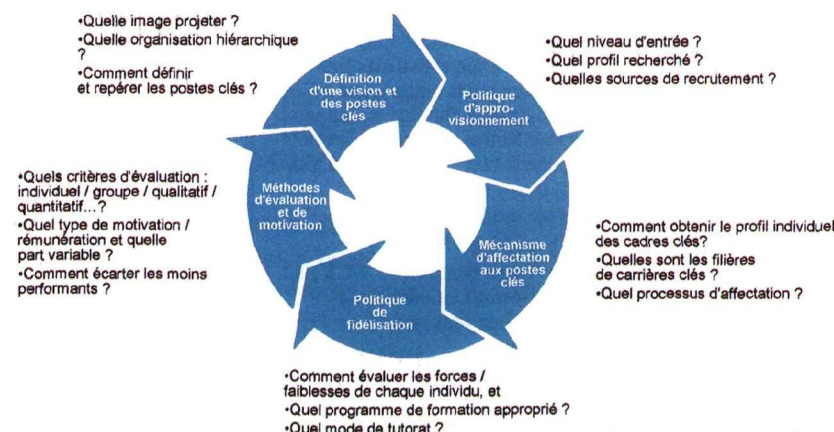 •Quelle image projeter ?
•Quelle organisation hiérarchique
?
•Comment définir
et repérer les postes clés ?
Définition
d'une vision et
des postes
clés
•Quel niveau d'entrée ?
•Quel profil recherché ?
•Quelles sources de recrutement ?
Politique
d'appro-
visionnement
•Quels critères d'évaluation :
individuel / groupe / qualitatif /
quantitatif...?
•Quel type de motivation /
rémunération et quelle
part variable ?
•Comment écarter les moins
performants ?
Méthodes
d'évaluation
et de
motivation
Mécanisme
d'affectation
aux postes
clés
•Comment obtenir le profil individuel
des cadres clés?
•Quelles sont les filières
de carrières clés ?
•Quel processus d'affectation ?
Politique
de
fidélisation
•Comment évaluer les forces /
faiblesses de chaque individu, et
•Quel programme de formation approprié ?
•Quel mode de tutorat ?